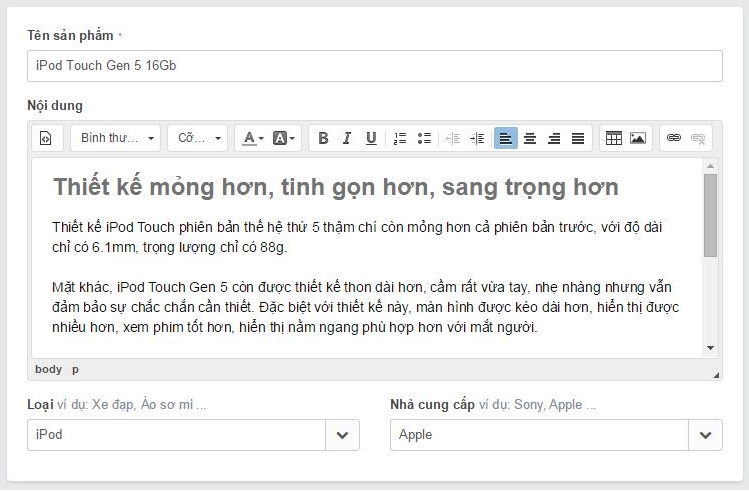 Tên sản phẩm *
iPod Touch Gen 5 16Gb
Nội dung
Bình thư... Cỡ... A A B I U
Thiết kế mỏng hơn, tinh gọn hơn, sang trọng hơn
Thiết kế iPod Touch phiên bản thế hệ thứ 5 thậm chí còn mỏng hơn cả phiên bản trước, với độ dài
chỉ có 6.1mm, trọng lượng chỉ có 88g.
Mặt khác, iPod Touch Gen 5 còn được thiết kế thon dài hơn, cầm rất vừa tay, nhẹ nhàng nhưng vẫn
đảm bảo sự chắc chắn cần thiết. Đặc biệt với thiết kế này, màn hình được kéo dài hơn, hiển thị được
nhiều hơn, xem phim tốt hơn, hiển thị nằm ngang phù hợp hơn với mắt người.
body p
Loại ví dụ: Xe đạp, Áo sơ mi ...
Nhà cung cấp ví dụ: Sony, Apple ...
iPod
Apple